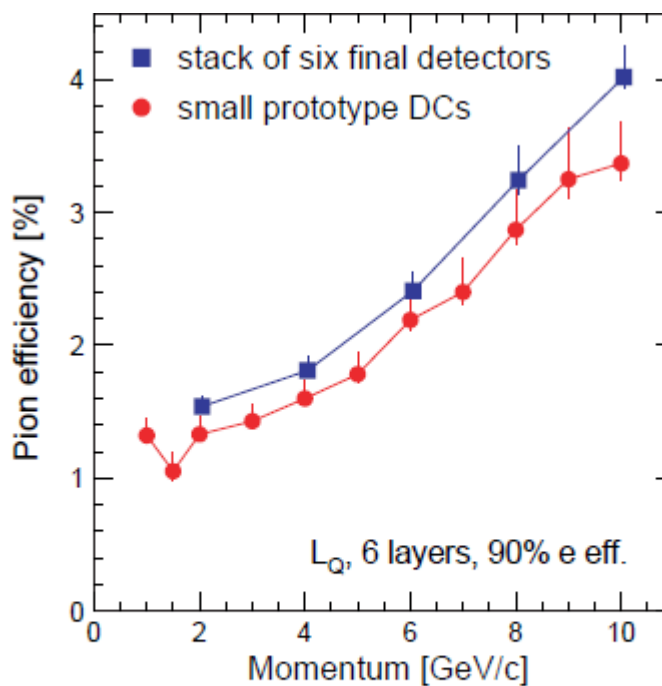 stack of six final detectors
small prototype DCs
Pion efficiency [%]
4
3
2
1
0
L_Q, 6 layers, 90% e eff.
0 2 4 6 8 10
Momentum [GeV/c]